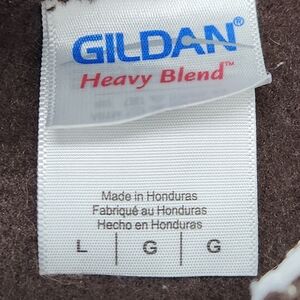 GILDAN®
Heavy Blend™
Made in Honduras
Fabriqué au Honduras
Hecho en Honduras
L | G | G